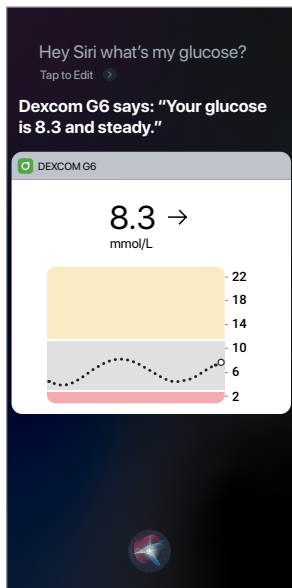 Hey Siri what's my glucose?
Tap to Edit
Dexcom G6 says: “Your glucose
is 8.3 and steady.”
DEXCOM G6
8.3 →
mmol/L
22
18
14
10
6
2